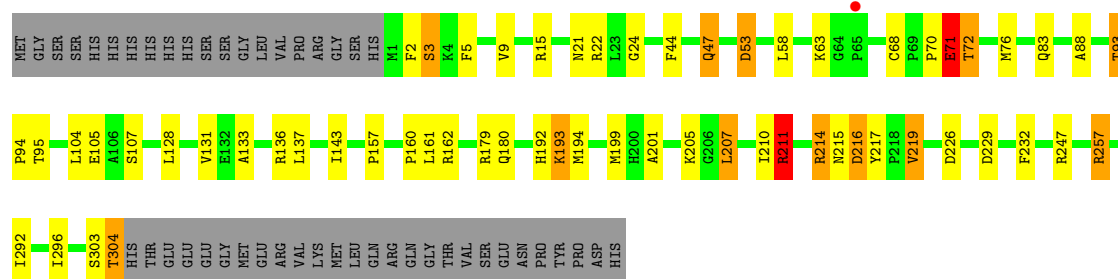 MET GLY SER SER HIS HIS HIS HIS HIS HIS SER SER GLY LEU VAL PRO ARG GLY SER HIS M1 F2 S3 K4 F5 V9 R15 N21 R22 L23 G24 F44 Q47 D53 L58 K63 G64 P65 C68 P69 P70 E71 T72 M76 Q83 A88 T93
P94 T95 L104 E105 A106 S107 L128 V131 E132 A133 R136 L137 I143 P157 P160 L161 R162 R179 Q180 H192 K193 M194 M199 H200 A201 K205 G206 L207 I210 R211 R214 N215 D216 Y217 P218 V219 D226 D229 F232 R247 R257
I292 I296 S303 T304 HIS THR GLU GLU GLU GLY MET GLU ARG VAL LYS MET LEU GLN ARG GLN GLY THR VAL SER GLU ASN PRO TYR PRO ASP HIS